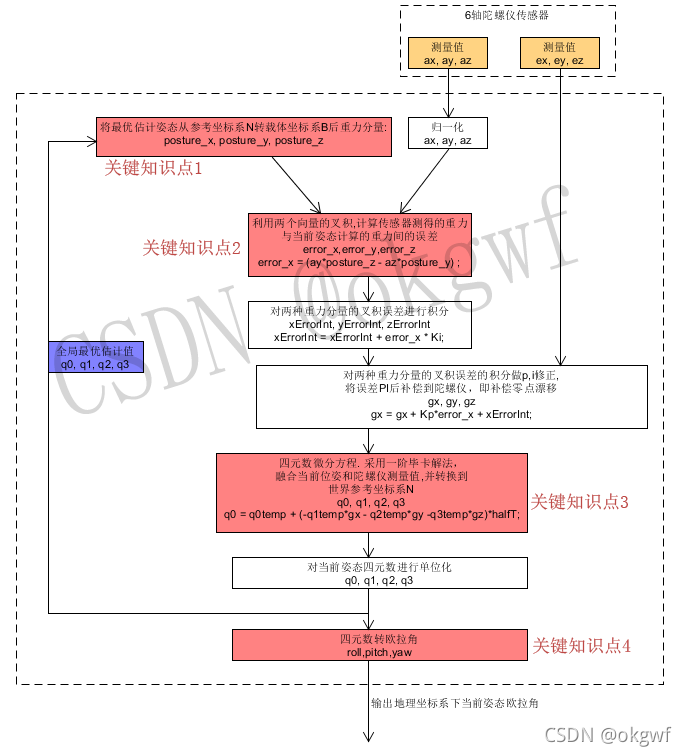 6轴陀螺仪传感器
测量值
ax, ay, az
测量值
ex, ey, ez
将最优估计姿态从参考坐标系N转载体坐标系B后重力分量:
posture_x, posture_y, posture_z
归一化
ax, ay, az
关键知识点1
利用两个向量的叉积,计算传感器测得的重力
与当前姿态计算的重力间的误差
error_x,error_y,error_z
error_x = (ay*posture_z - az*posture_y) ;
关键知识点2
对两种重力分量的叉积误差进行积分
xErrorInt, yErrorInt, zErrorInt
xErrorInt = xErrorInt + error_x * Ki;
全局最优估计值
q0, q1, q2, q3
对两种重力分量的叉积误差的积分做p,i修正,
将误差PI后补偿到陀螺仪，即补偿零点漂移
gx, gy, gz
gx = gx + Kp*error_x + xErrorInt;
四元数微分方程. 采用一阶毕卡解法，
融合当前位姿和陀螺仪测量值,并转换到
世界参考坐标系N
q0, q1, q2, q3
q0 = q0temp + (-q1temp*gx - q2temp*gy -q3temp*gz)*halfT;
关键知识点3
对当前姿态四元数进行单位化
q0, q1, q2, q3
四元数转欧拉角
roll,pitch,yaw
关键知识点4
输出地理坐标系下当前姿态欧拉角
CSDN @okgwf
CSDN @okgwf